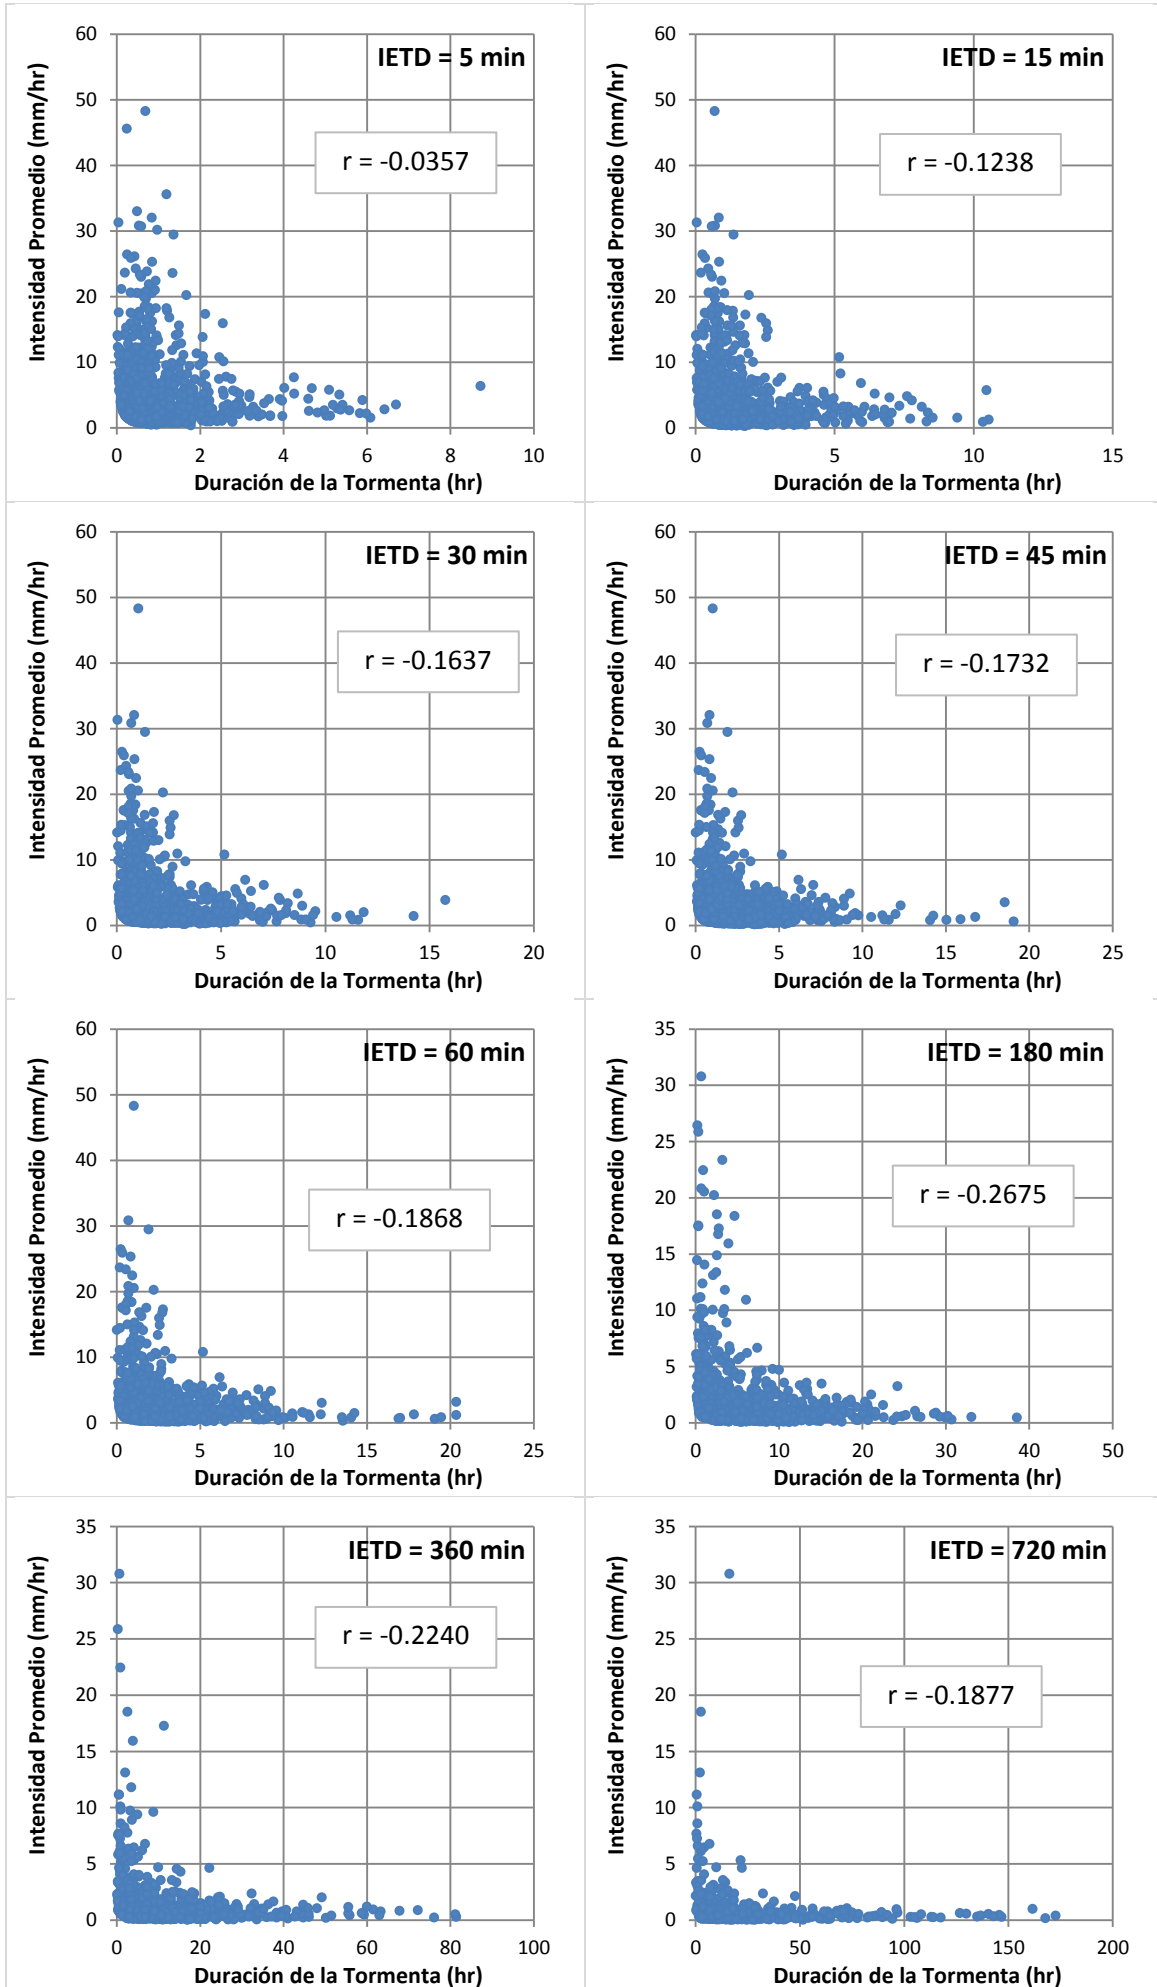 IETD = 5 min
r = -0.0357
Intensidad Promedio (mm/hr)
60
50
40
30
20
10
0
0 2 4 6 8 10
Duración de la Tormenta (hr)
IETD = 15 min
r = -0.1238
Intensidad Promedio (mm/hr)
60
50
40
30
20
10
0
0 5 10 15
Duración de la Tormenta (hr)
IETD = 30 min
r = -0.1637
Intensidad Promedio (mm/hr)
60
50
40
30
20
10
0
0 5 10 15 20
Duración de la Tormenta (hr)
IETD = 45 min
r = -0.1732
Intensidad Promedio (mm/hr)
60
50
40
30
20
10
0
0 5 10 15 20 25
Duración de la Tormenta (hr)
IETD = 60 min
r = -0.1868
Intensidad Promedio (mm/hr)
60
50
40
30
20
10
0
0 5 10 15 20 25
Duración de la Tormenta (hr)
IETD = 180 min
r = -0.2675
Intensidad Promedio (mm/hr)
35
30
25
20
15
10
5
0
0 10 20 30 40 50
Duración de la Tormenta (hr)
IETD = 360 min
r = -0.2240
Intensidad Promedio (mm/hr)
35
30
25
20
15
10
5
0
0 20 40 60 80 100
Duración de la Tormenta (hr)
IETD = 720 min
r = -0.1877
Intensidad Promedio (mm/hr)
35
30
25
20
15
10
5
0
0 50 100 150 200
Duración de la Tormenta (hr)